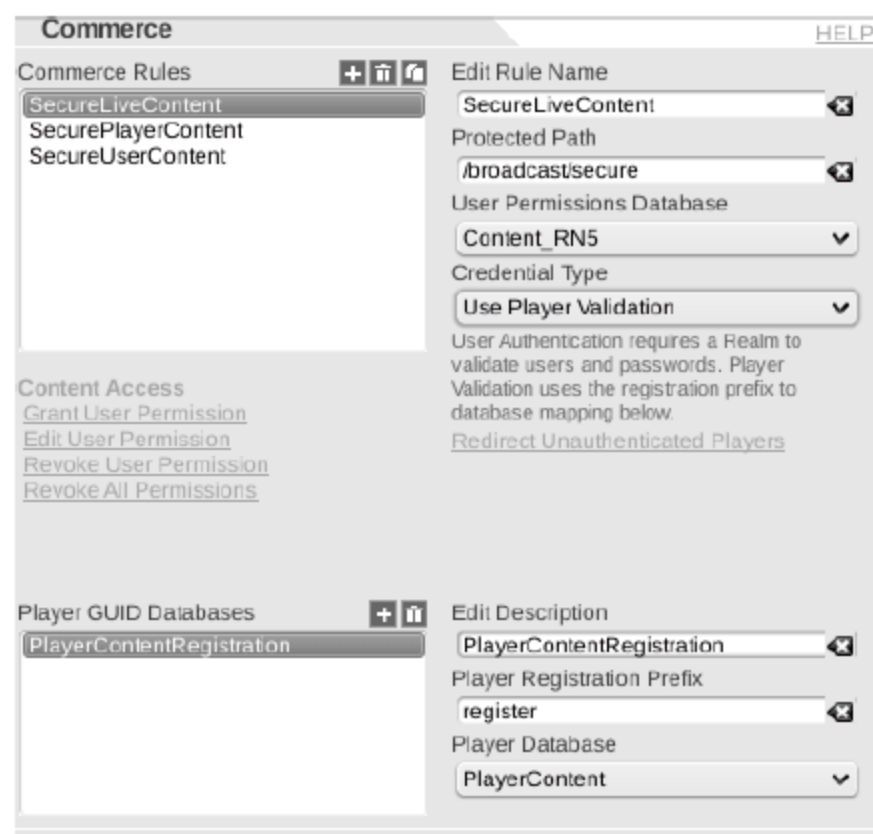 Commerce
HELP
Commerce Rules
SecureLiveContent
SecurePlayerContent
SecureUserContent
Content Access
Grant User Permission
Edit User Permission
Revoke User Permission
Revoke All Permissions
Edit Rule Name
SecureLiveContent
Protected Path
/broadcast/secure
User Permissions Database
Content_RN5
Credential Type
Use Player Validation
User Authentication requires a Realm to
validate users and passwords. Player
Validation uses the registration prefix to
database mapping below.
Redirect Unauthenticated Players
Player GUID Databases
PlayerContentRegistration
Edit Description
PlayerContentRegistration
Player Registration Prefix
register
Player Database
PlayerContent